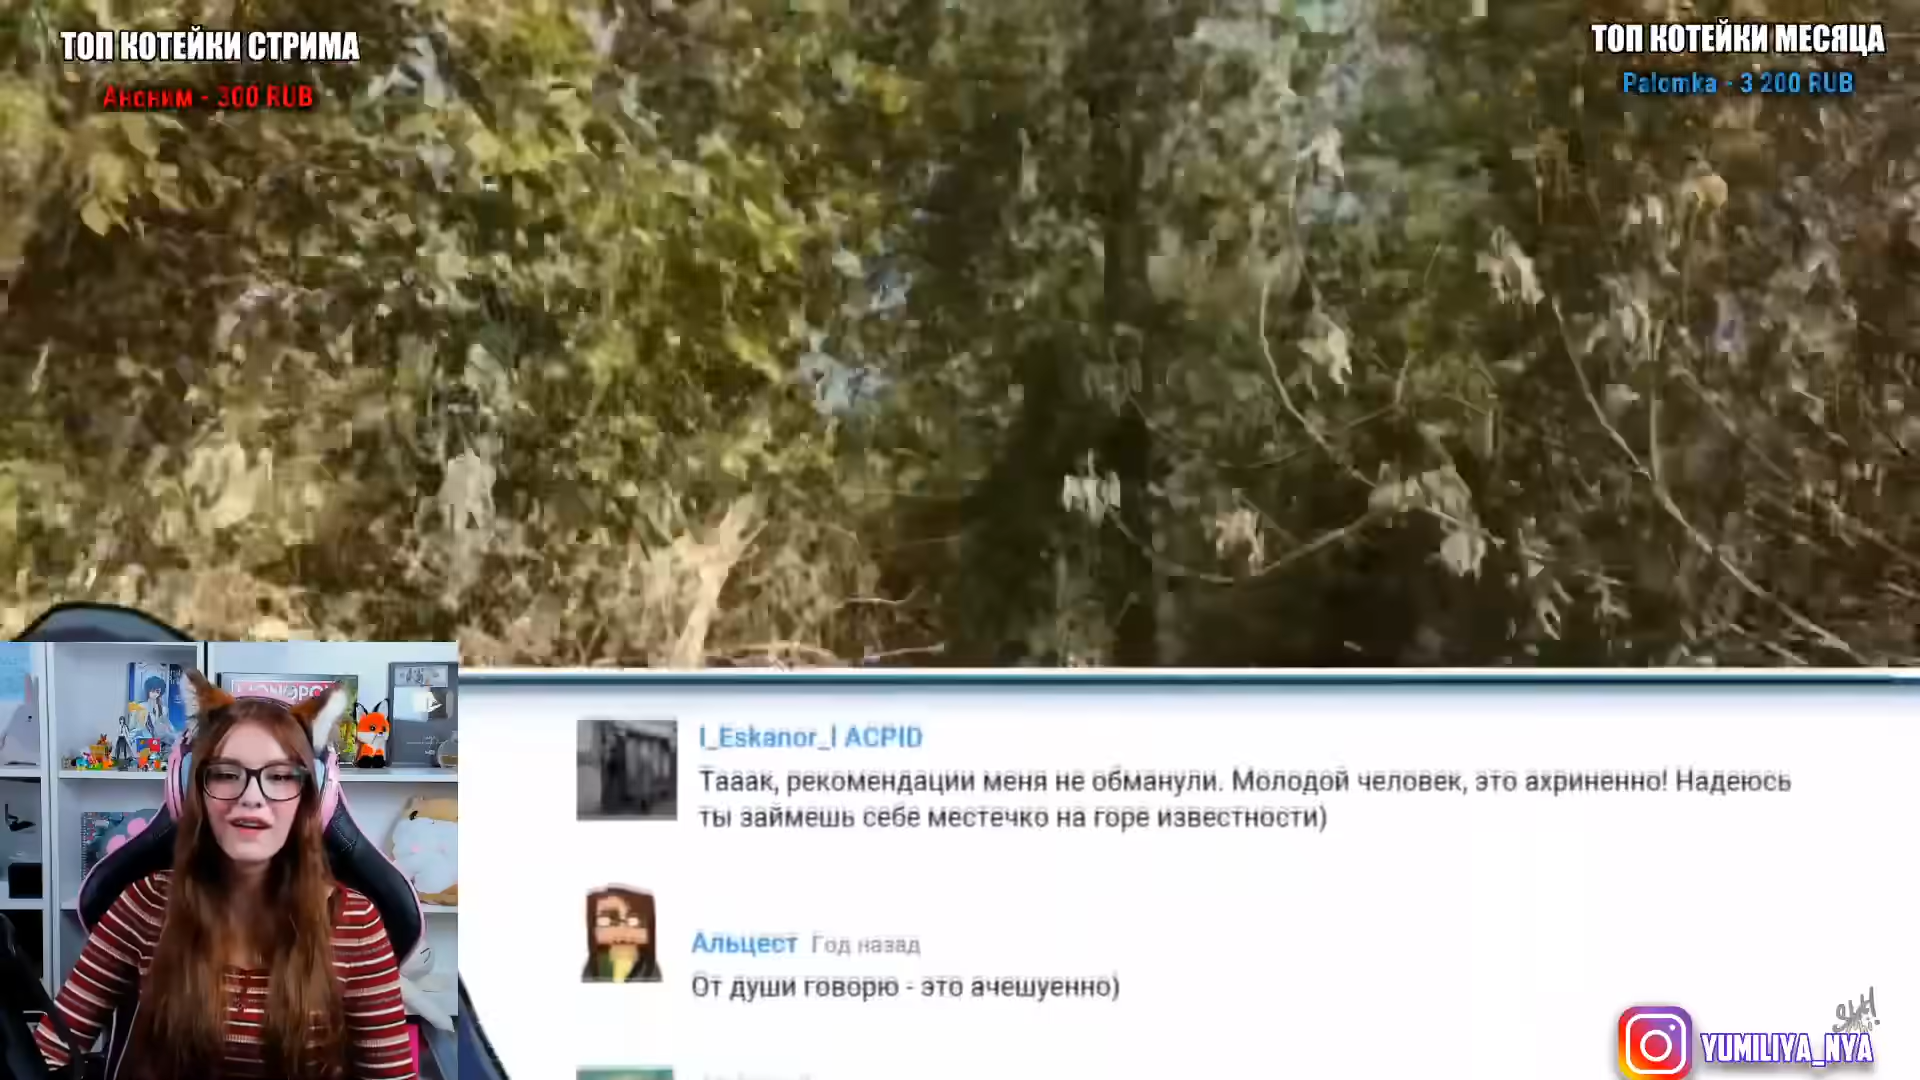 ТОП КОТЕЙКИ СТРИМА
Аноним - 300 RUB
ТОП КОТЕЙКИ МЕСЯЦА
Palomka - 3 200 RUB
MONOPOLY
I_Eskanor_I ACPID
Тааак, рекомендации меня не обманули. Молодой человек, это ахриненно! Надеюсь
ты займешь себе местечко на горе известности)
Альцест Год назад
От души говорю - это ачешуенно)
YUMILIYA_NYA